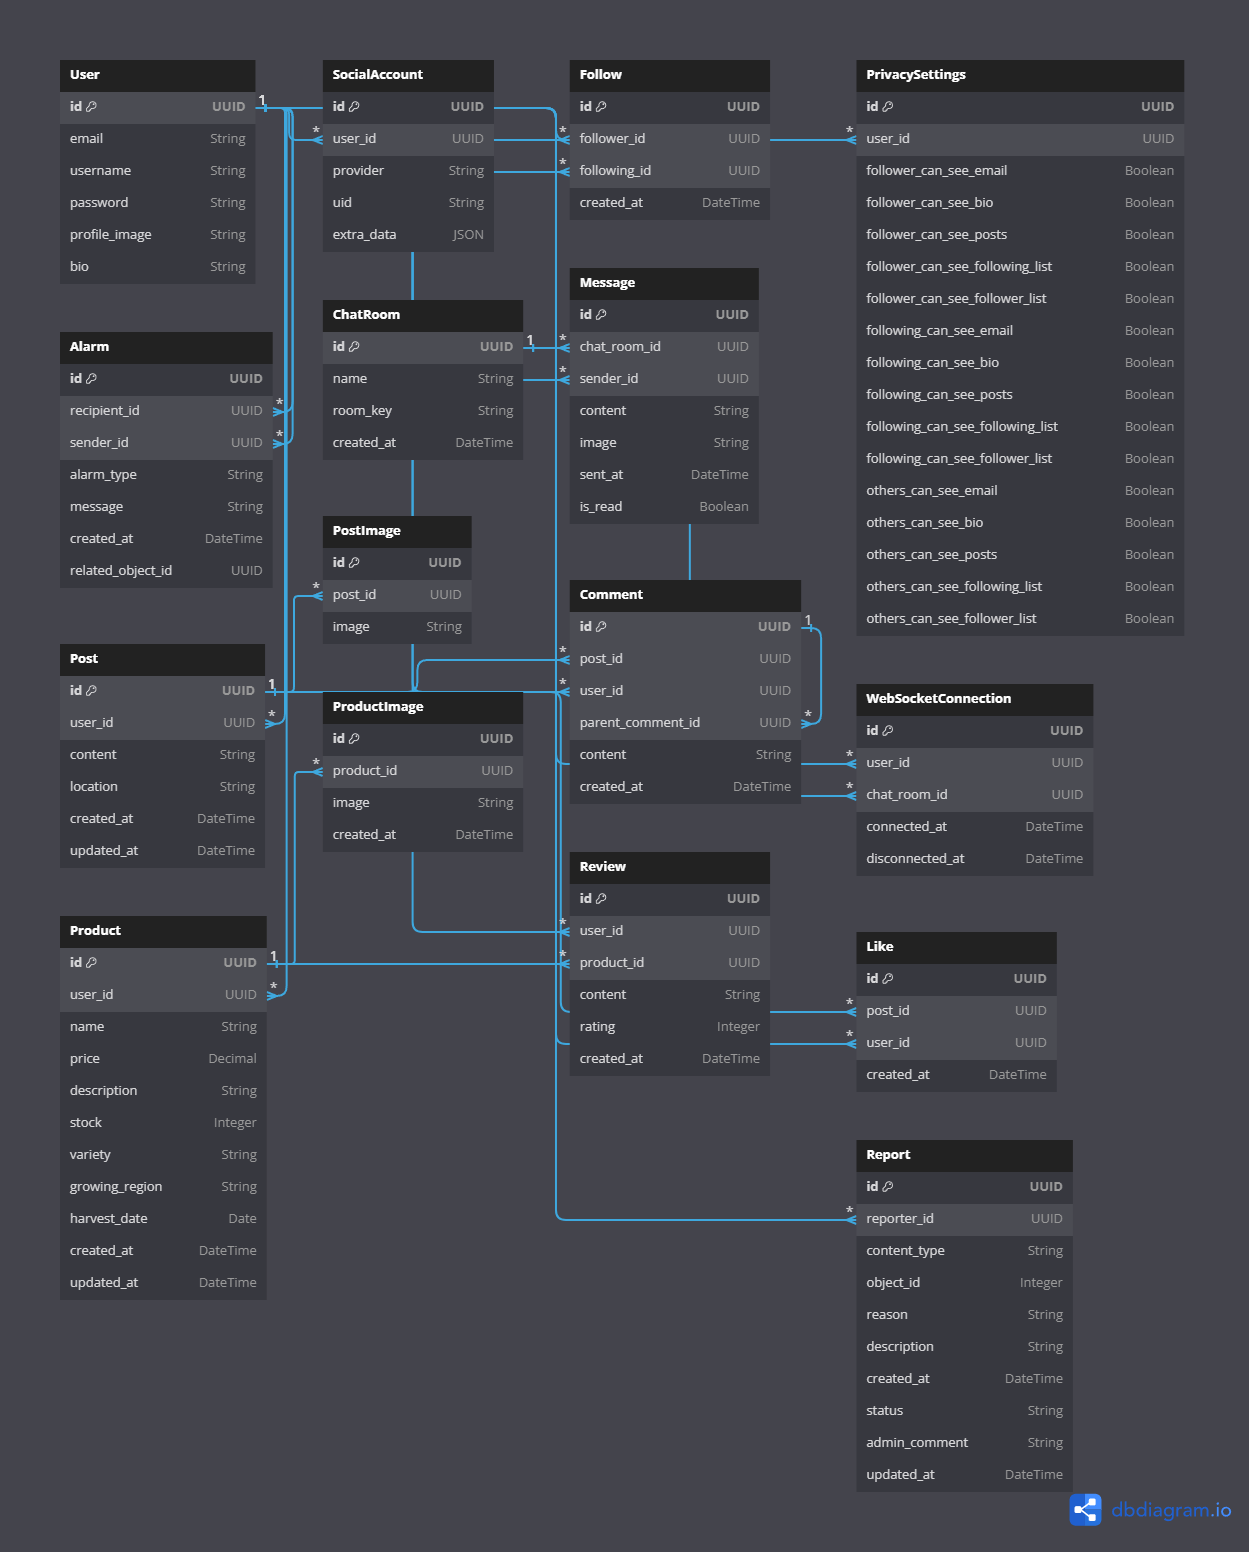 User
id UUID
email String
username String
password String
profile_image String
bio String
1
SocialAccount
id UUID
user_id UUID
provider String
uid String
extra_data JSON
*
Follow
id UUID
follower_id UUID
following_id UUID
created_at DateTime
*
*
PrivacySettings
id UUID
user_id UUID
follower_can_see_email Boolean
follower_can_see_bio Boolean
follower_can_see_posts Boolean
follower_can_see_following_list Boolean
follower_can_see_follower_list Boolean
following_can_see_email Boolean
following_can_see_bio Boolean
following_can_see_posts Boolean
following_can_see_following_list Boolean
following_can_see_follower_list Boolean
others_can_see_email Boolean
others_can_see_bio Boolean
others_can_see_posts Boolean
others_can_see_following_list Boolean
others_can_see_follower_list Boolean
*
Alarm
id UUID
recipient_id UUID
sender_id UUID
alarm_type String
message String
created_at DateTime
related_object_id UUID
*
*
ChatRoom
id UUID
name String
room_key String
created_at DateTime
1
Message
id UUID
chat_room_id UUID
sender_id UUID
content String
image String
sent_at DateTime
is_read Boolean
*
*
PostImage
id UUID
post_id UUID
image String
*
Comment
id UUID
post_id UUID
user_id UUID
parent_comment_id UUID
content String
created_at DateTime
*
*
1
*
Post
id UUID
user_id UUID
content String
location String
created_at DateTime
updated_at DateTime
1
*
ProductImage
id UUID
product_id UUID
image String
created_at DateTime
*
WebSocketConnection
id UUID
user_id UUID
chat_room_id UUID
connected_at DateTime
disconnected_at DateTime
*
*
Product
id UUID
user_id UUID
name String
price Decimal
description String
stock Integer
variety String
growing_region String
harvest_date Date
created_at DateTime
updated_at DateTime
1
*
Review
id UUID
user_id UUID
product_id UUID
content String
rating Integer
created_at DateTime
*
*
Like
id UUID
post_id UUID
user_id UUID
created_at DateTime
*
*
Report
id UUID
reporter_id UUID
content_type String
object_id Integer
reason String
description String
created_at DateTime
status String
admin_comment String
updated_at DateTime
*
dbdiagram.io